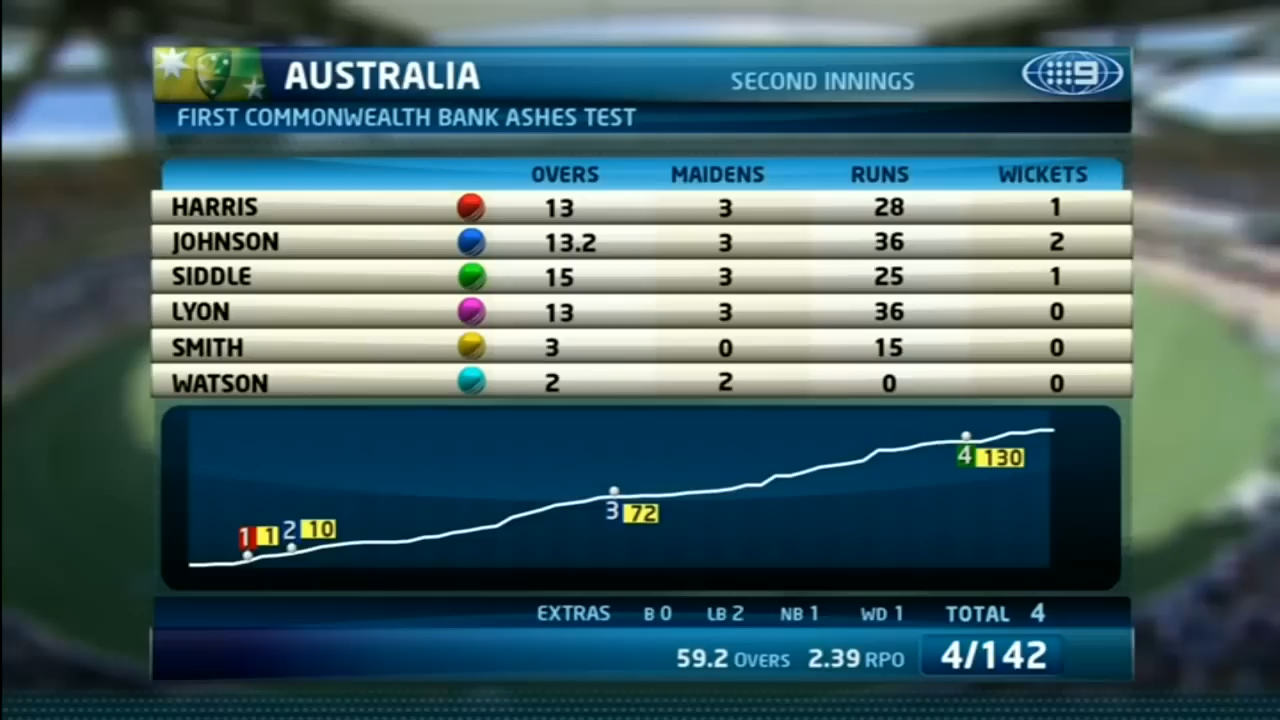 AUSTRALIA SECOND INNINGS 9
FIRST COMMONWEALTH BANK ASHES TEST
OVERS MAIDENS RUNS WICKETS
HARRIS 13 3 28 1
JOHNSON 13.2 3 36 2
SIDDLE 15 3 25 1
LYON 13 3 36 0
SMITH 3 0 15 0
WATSON 2 2 0 0
4 130
3 72
1 1 2 10
EXTRAS B 0 LB 2 NB 1 WD 1 TOTAL 4
59.2 OVERS 2.39 RPO 4/142